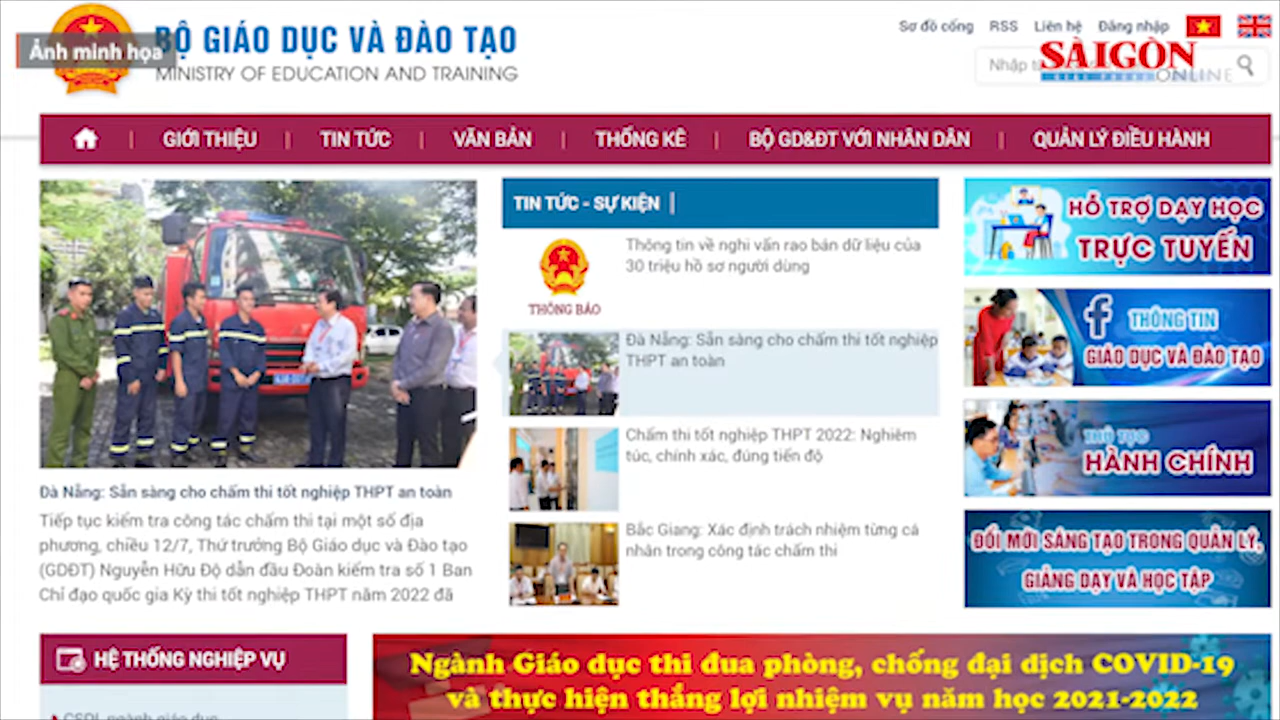 Ảnh minh họa
BỘ GIÁO DỤC VÀ ĐÀO TẠO
MINISTRY OF EDUCATION AND TRAINING
Sơ đồ cổng RSS Liên hệ Đăng nhập
Nhập
SÀIGÒN
ONLINE
GIỚI THIỆU | TIN TỨC | VĂN BẢN | THỐNG KÊ | BỘ GD&ĐT VỚI NHÂN DÂN | QUẢN LÝ ĐIỀU HÀNH
Đà Nẵng: Sẵn sàng cho chấm thi tốt nghiệp THPT an toàn
Tiếp tục kiểm tra công tác chấm thi tại một số địa
phương, chiều 12/7, Thứ trưởng Bộ Giáo dục và Đào tạo
(GDĐT) Nguyễn Hữu Độ dẫn đầu Đoàn kiểm tra số 1 Ban
Chỉ đạo quốc gia Kỳ thi tốt nghiệp THPT năm 2022 đã
TIN TỨC - SỰ KIỆN |
THÔNG BÁO
Thông tin về nghi vấn rao bán dữ liệu của
30 triệu hồ sơ người dùng
Đà Nẵng: Sẵn sàng cho chấm thi tốt nghiệp
THPT an toàn
Chấm thi tốt nghiệp THPT 2022: Nghiêm
túc, chính xác, đúng tiến độ
Bắc Giang: Xác định trách nhiệm từng cá
nhân trong công tác chấm thi
HỖ TRỢ DẠY HỌC
TRỰC TUYẾN
THÔNG TIN
GIÁO DỤC VÀ ĐÀO TẠO
THỦ TỤC
HÀNH CHÍNH
ĐỔI MỚI SÁNG TẠO TRONG QUẢN LÝ,
GIẢNG DẠY VÀ HỌC TẬP
HỆ THỐNG NGHIỆP VỤ
CSDL ngành giáo dục
Ngành Giáo dục thi đua phòng, chống đại dịch COVID-19
và thực hiện thắng lợi nhiệm vụ năm học 2021-2022